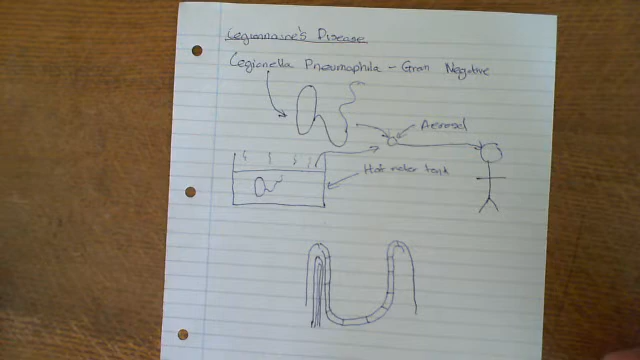 Legionnaire's Disease
Legionella Pneumophila - Gram Negative
Aerosol
Hot water tank